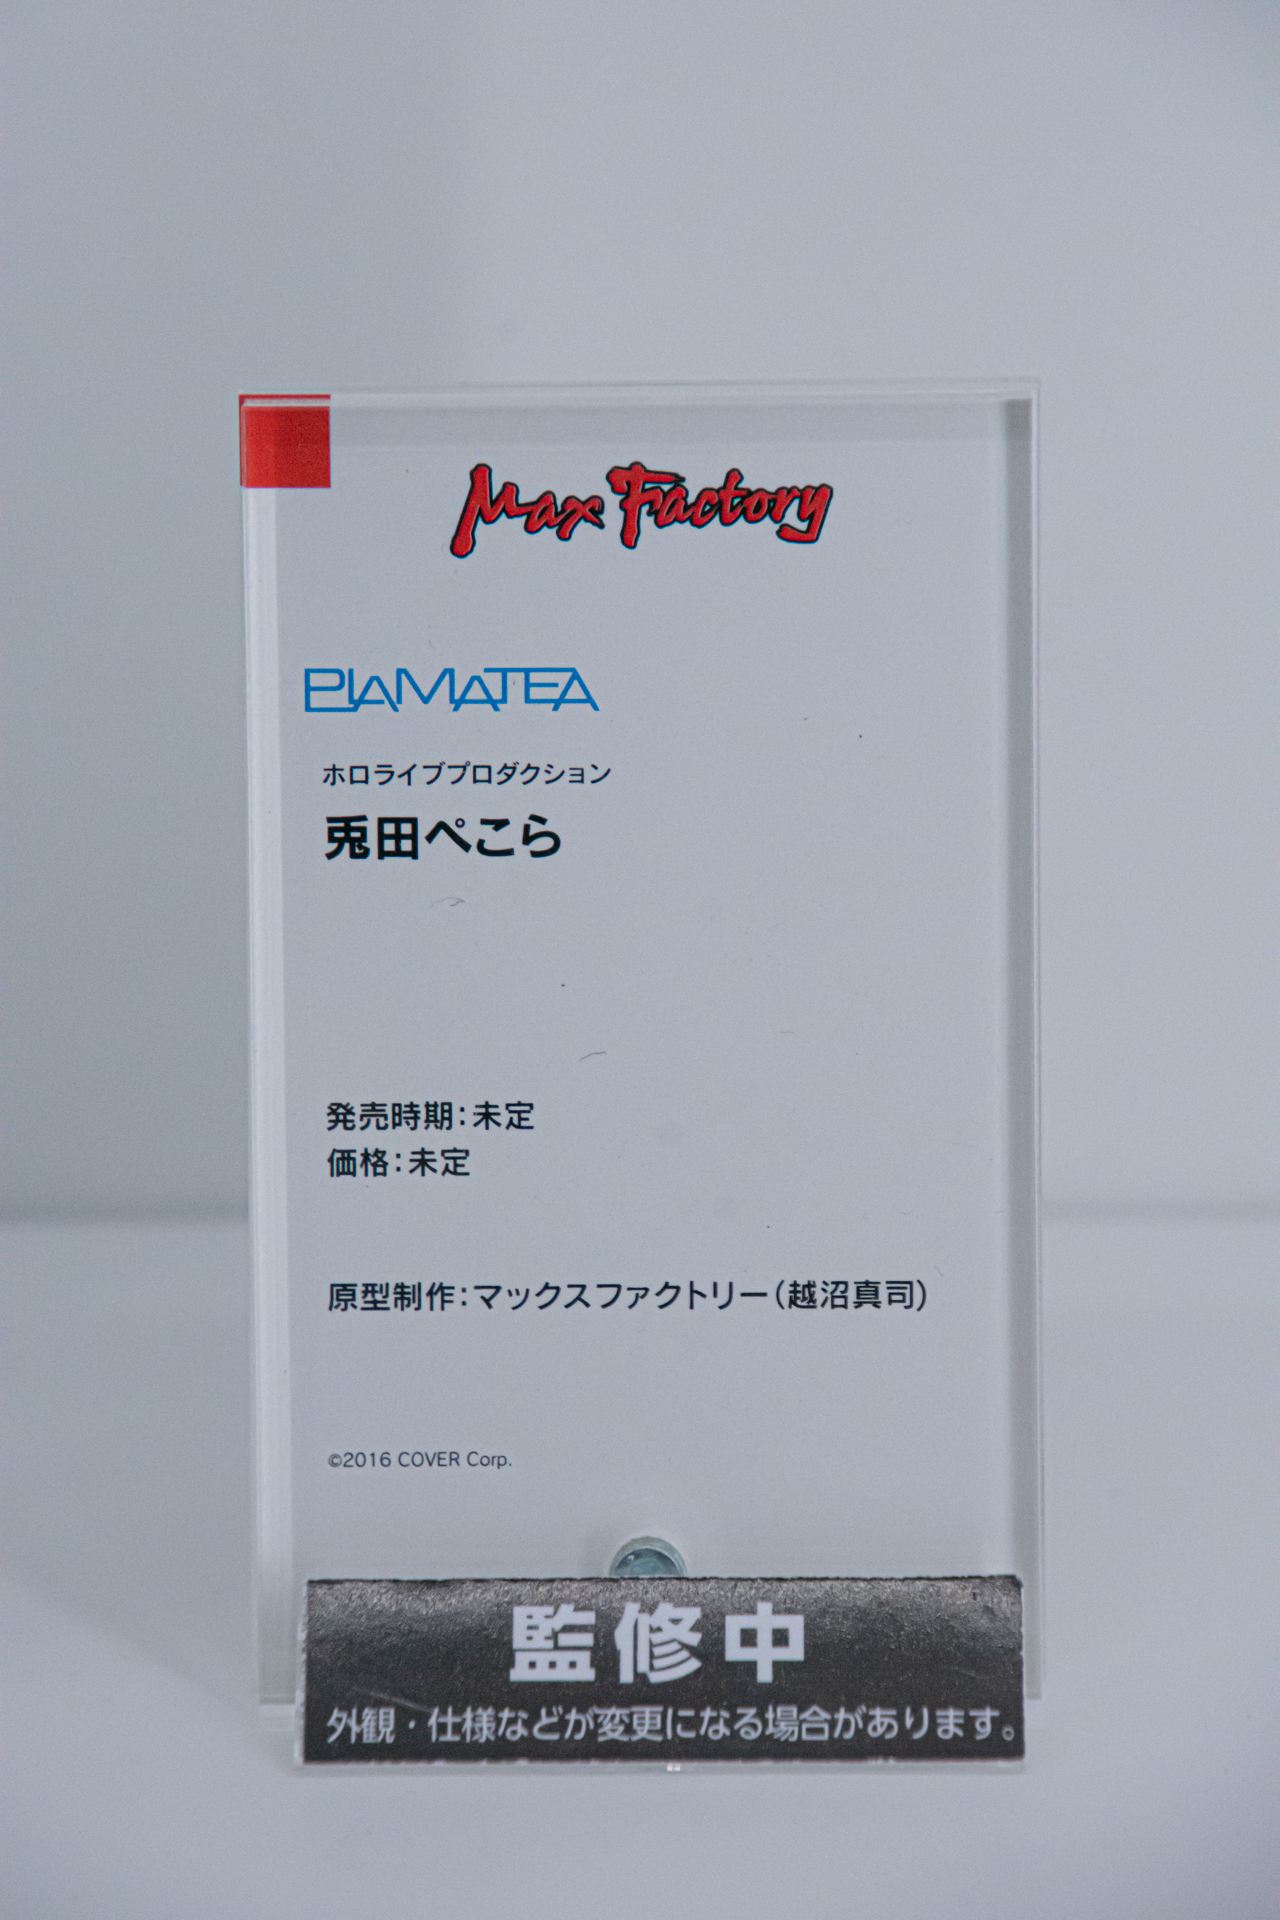 Max Factory
PLAMATEA
ホロライブプロダクション
兎田ぺこら
発売時期：未定
価格：未定
原型制作：マックスファクトリー（越沼真司）
©2016 COVER Corp.
監修中
外観・仕様などが変更になる場合があります。